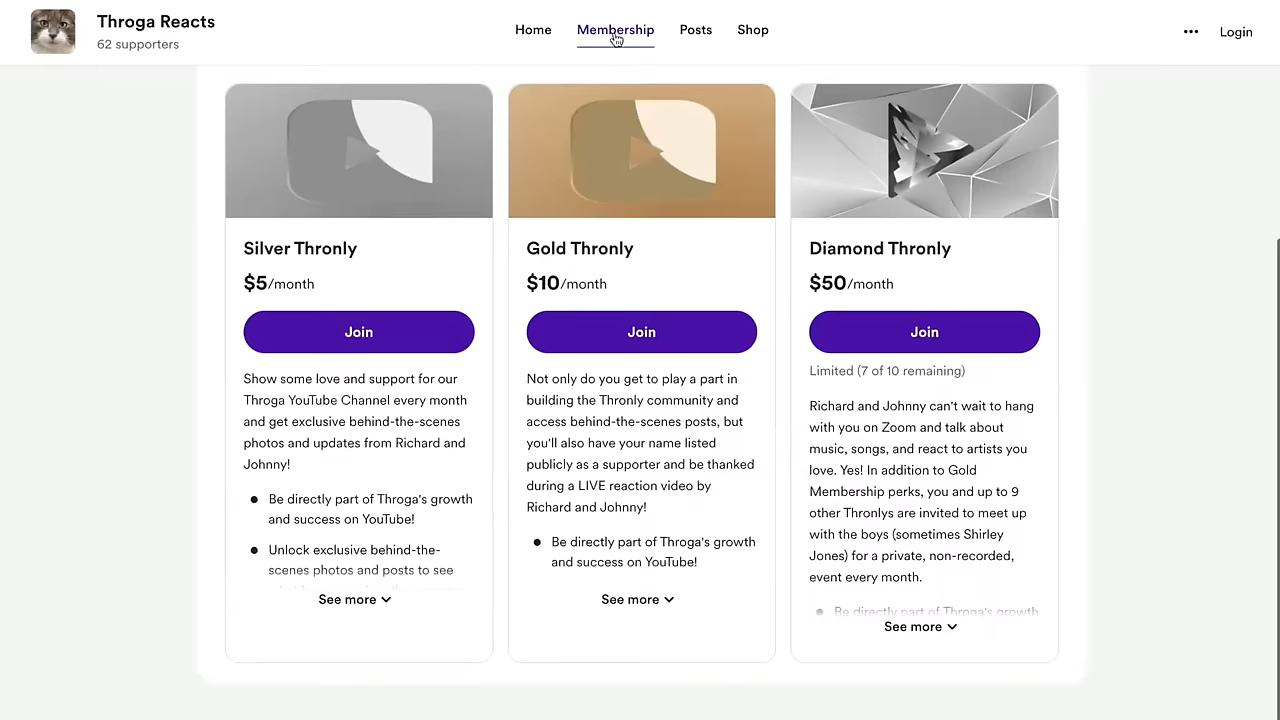 Throga Reacts
62 supporters
Home
Membership
Posts
Shop
•••
Login
Silver Thronly
$5/month
Join
Show some love and support for our
Throga YouTube Channel every month
and get exclusive behind-the-scenes
photos and updates from Richard and
Johnny!
• Be directly part of Throga's growth
and success on YouTube!
• Unlock exclusive behind-the-
scenes photos and posts to see
See more
Gold Thronly
$10/month
Join
Not only do you get to play a part in
building the Thronly community and
access behind-the-scenes posts, but
you'll also have your name listed
publicly as a supporter and be thanked
during a LIVE reaction video by
Richard and Johnny!
• Be directly part of Throga's growth
and success on YouTube!
See more
Diamond Thronly
$50/month
Join
Limited (7 of 10 remaining)
Richard and Johnny can't wait to hang
with you on Zoom and talk about
music, songs, and react to artists you
love. Yes! In addition to Gold
Membership perks, you and up to 9
other Thronlys are invited to meet up
with the boys (sometimes Shirley
Jones) for a private, non-recorded,
event every month.
• Be directly part of Throga's growth
See more